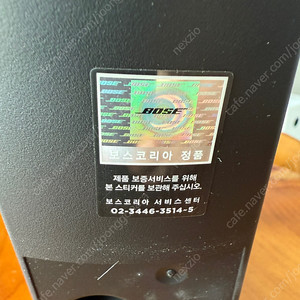 BOSE
보스코리아 정품
제품 보증서비스를 위해
본 스티커를 보관해 주십시오.
보스코리아 서비스 센터
02-3446-3514~5